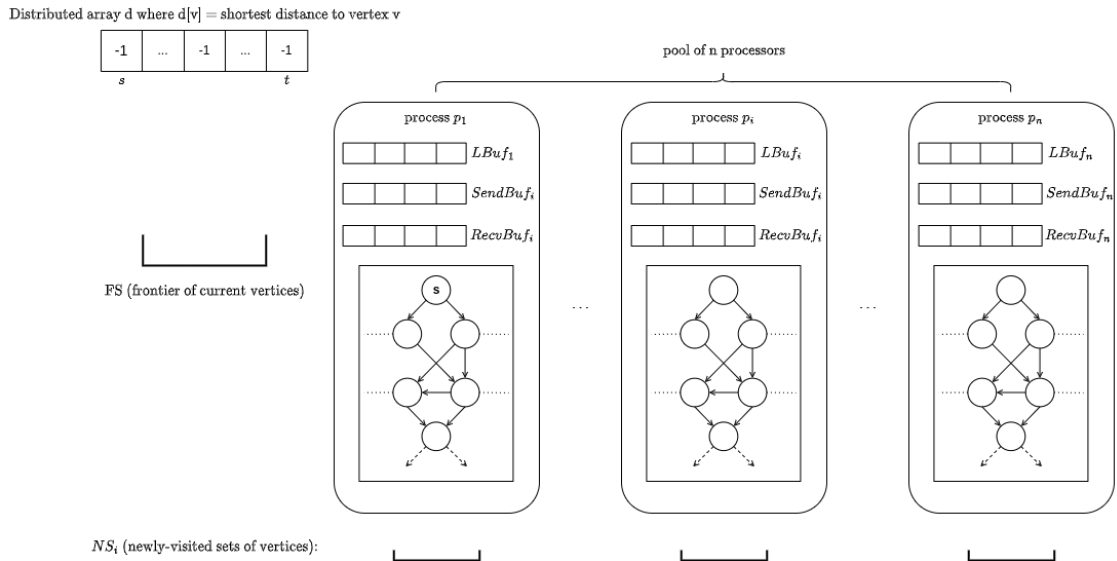 Distributed array d where d[v] = shortest distance to vertex v
-1 ... -1 ... -1
s t
pool of n processors
process p₁ process pᵢ process pₙ
LBuf₁ LBufᵢ LBufₙ
SendBufᵢ SendBufᵢ SendBufₙ
RecvBufᵢ RecvBufᵢ RecvBufₙ
FS (frontier of current vertices)
s
... ...
NSᵢ (newly-visited sets of vertices):